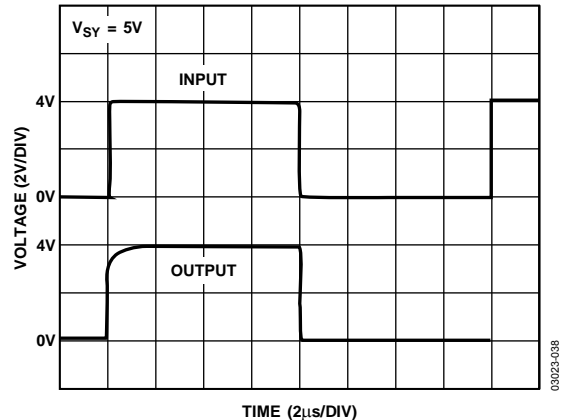 V_SY = 5V
INPUT
4V
0V
4V
OUTPUT
0V
VOLTAGE (2V/DIV)
TIME (2µs/DIV)
03023-038